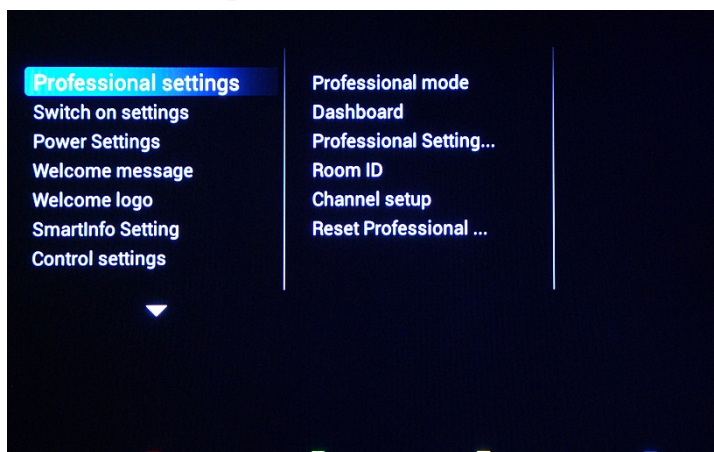 Professional settings
Switch on settings
Power Settings
Welcome message
Welcome logo
SmartInfo Setting
Control settings
Professional mode
Dashboard
Professional Setting...
Room ID
Channel setup
Reset Professional ...